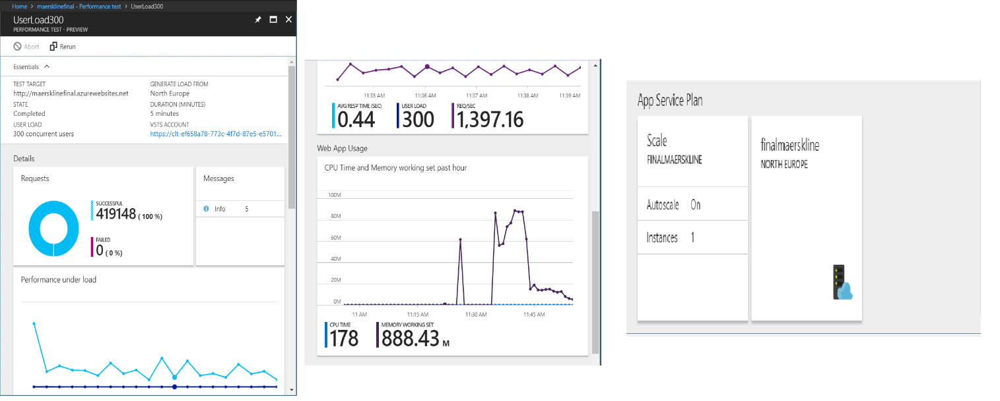 Home > maersklinefinal - Performance test > UserLoad300
UserLoad300
PERFORMANCE TEST - PREVIEW
Abort Rerun
Essentials
TEST TARGET
http://maersklinefinal.azurewebsites.net
STATE
Completed
USER LOAD
300 concurrent users
GENERATE LOAD FROM
North Europe
DURATION (MINUTES)
5 minutes
VSTS ACCOUNT
https://clt-ef658a78-773c-4f7d-87e5-e5701...
Details
Requests
SUCCESSFUL
419148 ( 100 %)
FAILED
0 ( 0 %)
Messages
Info 5
Performance under load
11:35 AM 11:36 AM 11:37 AM 11:38 AM 11:39 AM
AVG RESP TIME (SEC)
0.44
USER LOAD
300
REQ/SEC
1,397.16
Web App Usage
CPU Time and Memory working set past hour
100M
80M
60M
40M
20M
0M
11 AM 11:15 AM 11:30 AM 11:45 AM
CPU TIME
178
MEMORY WORKING SET
888.43 M
App Service Plan
Scale
FINALMAERSKLINE
Autoscale On
Instances 1
finalmaerskline
NORTH EUROPE